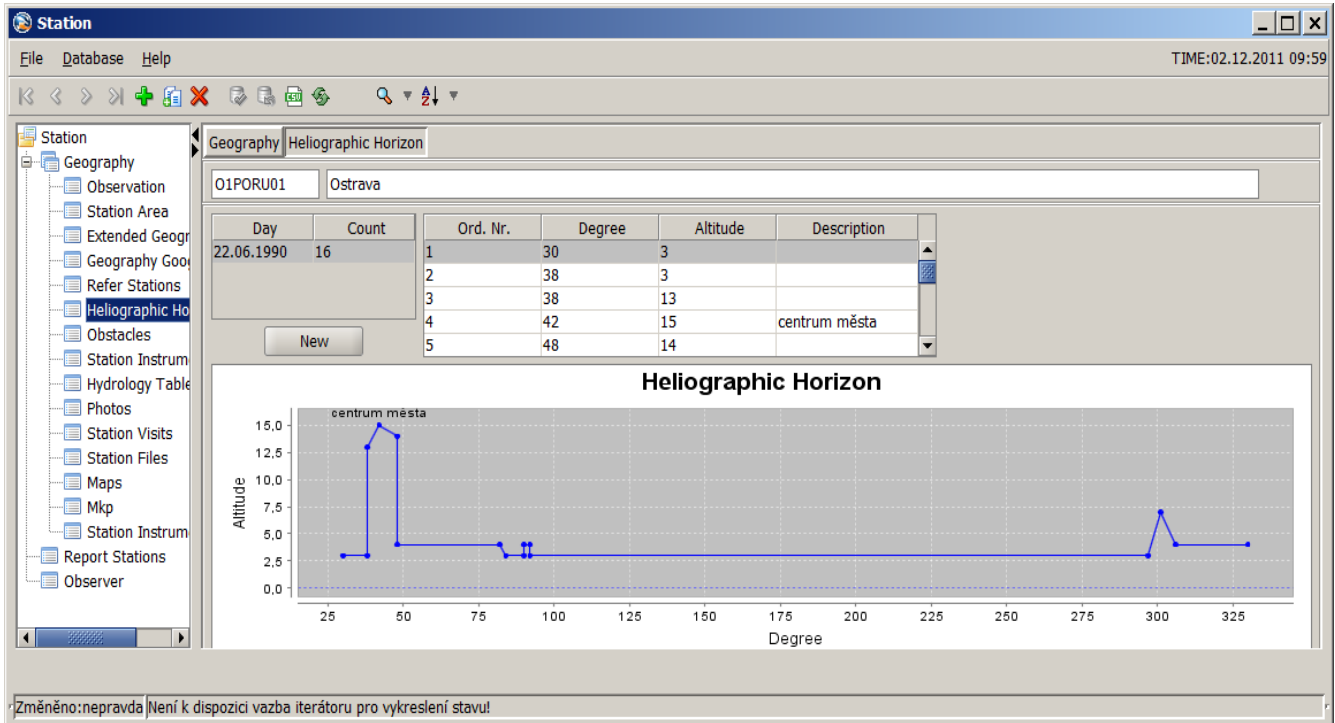 Station
File Database Help TIME:02.12.2011 09:59
Station
Geography
Observation
Station Area
Extended Geogr
Geography Goo
Refer Stations
Heliographic Ho
Obstacles
Station Instrum
Hydrology Table
Photos
Station Visits
Station Files
Maps
Mkp
Station Instrum
Report Stations
Observer
Geography Heliographic Horizon
O1PORU01 Ostrava
Day Count
22.06.1990 16
New
Ord. Nr. Degree Altitude Description
1 30 3
2 38 3
3 38 13
4 42 15 centrum města
5 48 14
Heliographic Horizon
centrum města
Altitude
15,0
12,5
10,0
7,5
5,0
2,5
0,0
25 50 75 100 125 150 175 200 225 250 275 300 325
Degree
Změněno:nepravda Není k dispozici vazba iterátoru pro vykreslení stavu!